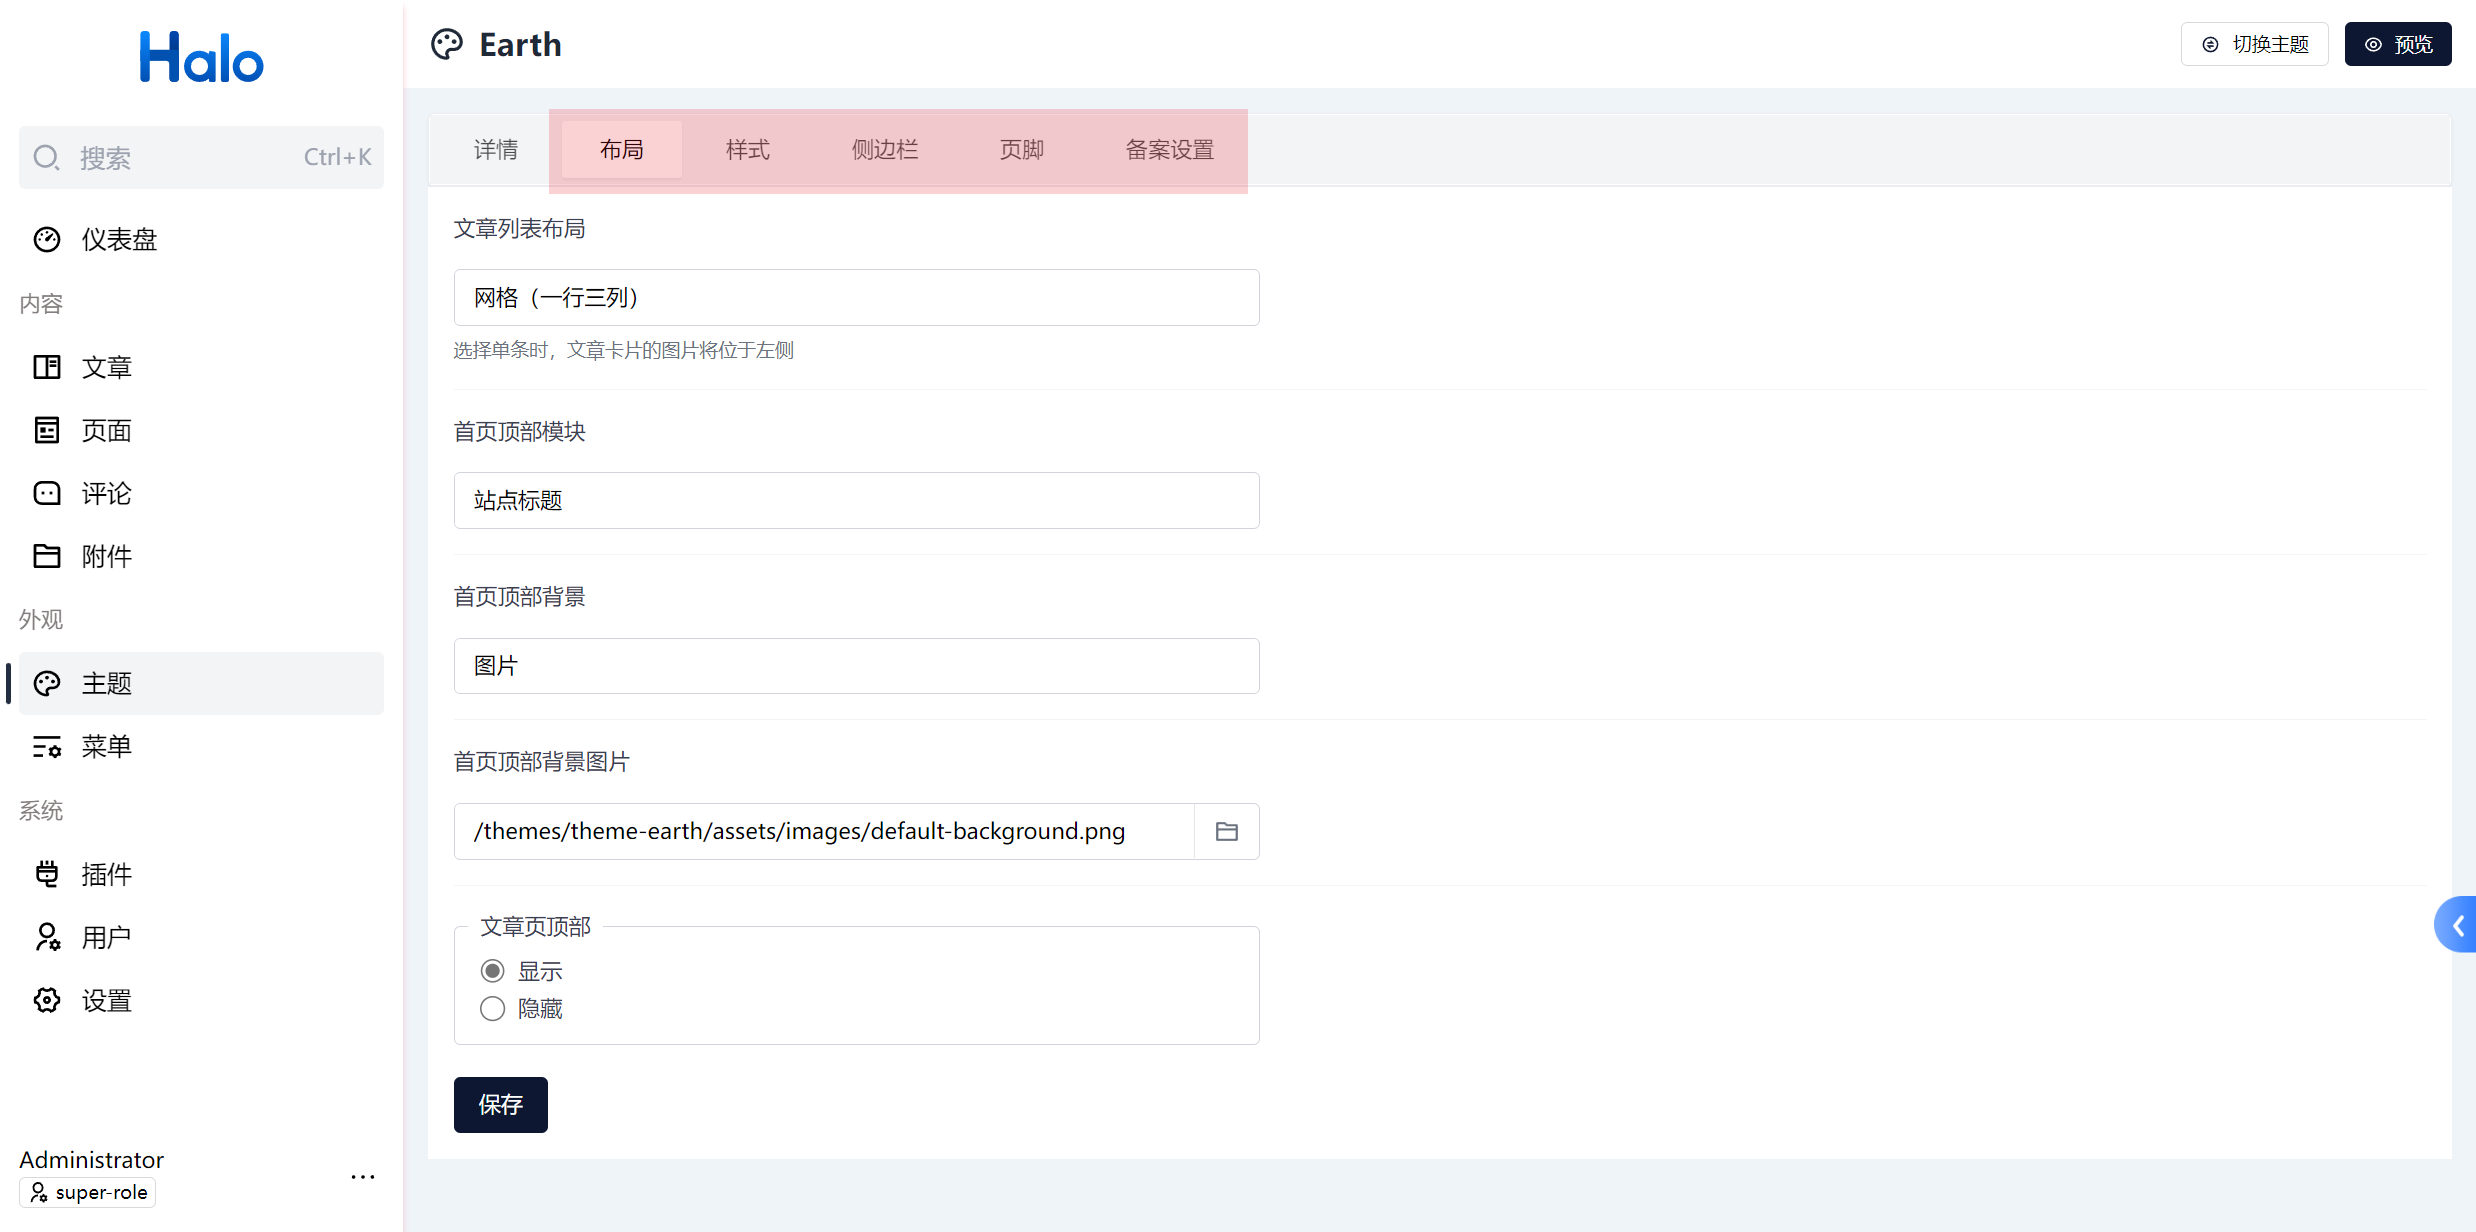 Halo
搜索 Ctrl+K
仪表盘
内容
文章
页面
评论
附件
外观
主题
菜单
系统
插件
用户
设置
Administrator
super-role
Earth
切换主题 预览
详情 布局 样式 侧边栏 页脚 备案设置
文章列表布局
网格（一行三列）
选择单条时，文章卡片的图片将位于左侧
首页顶部模块
站点标题
首页顶部背景
图片
首页顶部背景图片
/themes/theme-earth/assets/images/default-background.png
文章页顶部
显示
隐藏
保存